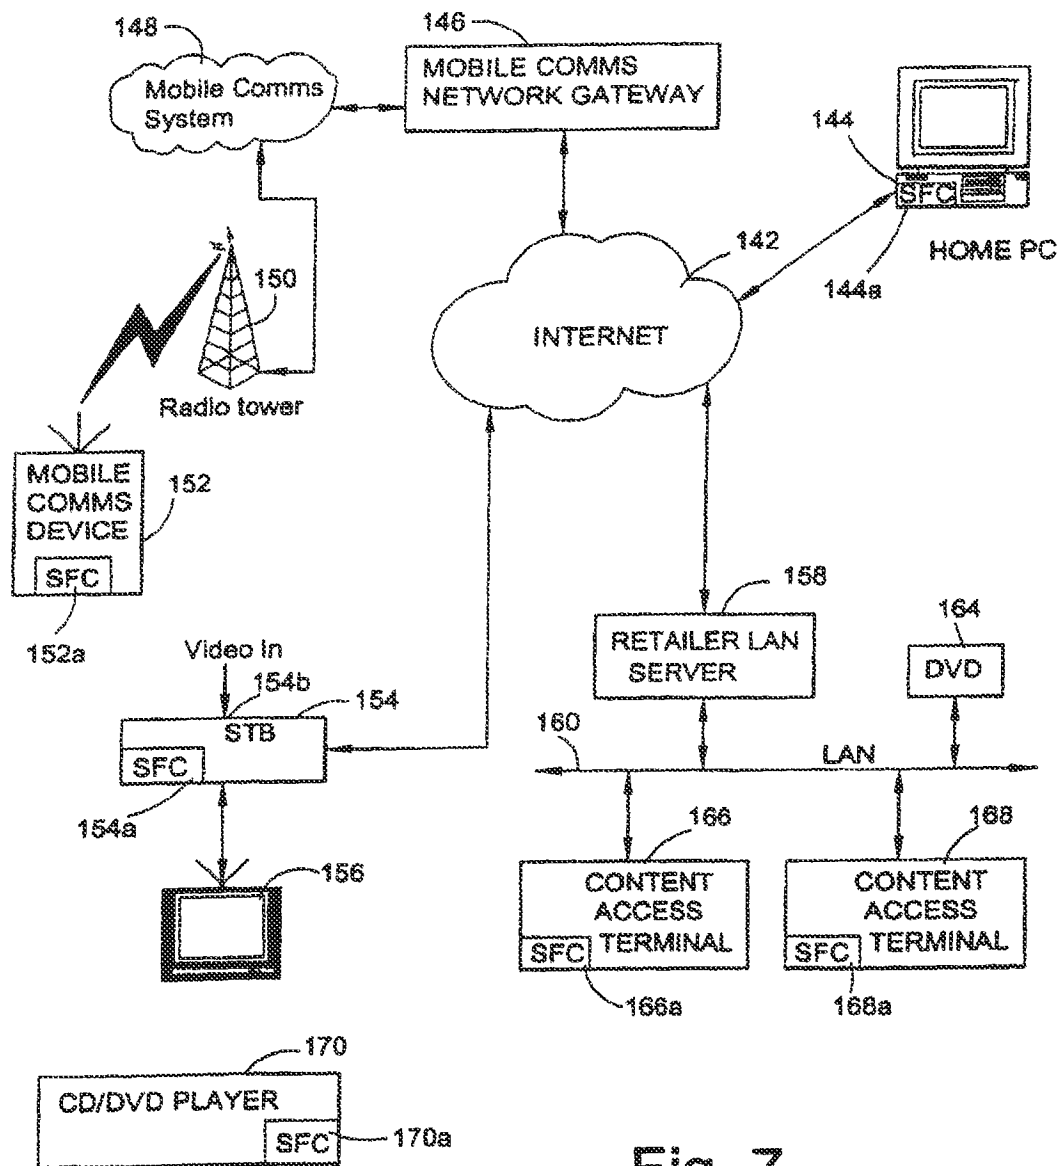 148
146
Mobile Comms
System
MOBILE COMMS
NETWORK GATEWAY
144
SFC
142
HOME PC
144a
150
INTERNET
Radio tower
MOBILE
COMMS
DEVICE
152
SFC
152a
158
164
Video In
RETAILER LAN
SERVER
DVD
154b
154
STB
160
LAN
SFC
154a
166
168
156
CONTENT
ACCESS
TERMINAL
CONTENT
ACCESS
TERMINAL
SFC
SFC
166a
168a
170
CD/DVD PLAYER
SFC
170a
Fig. 7